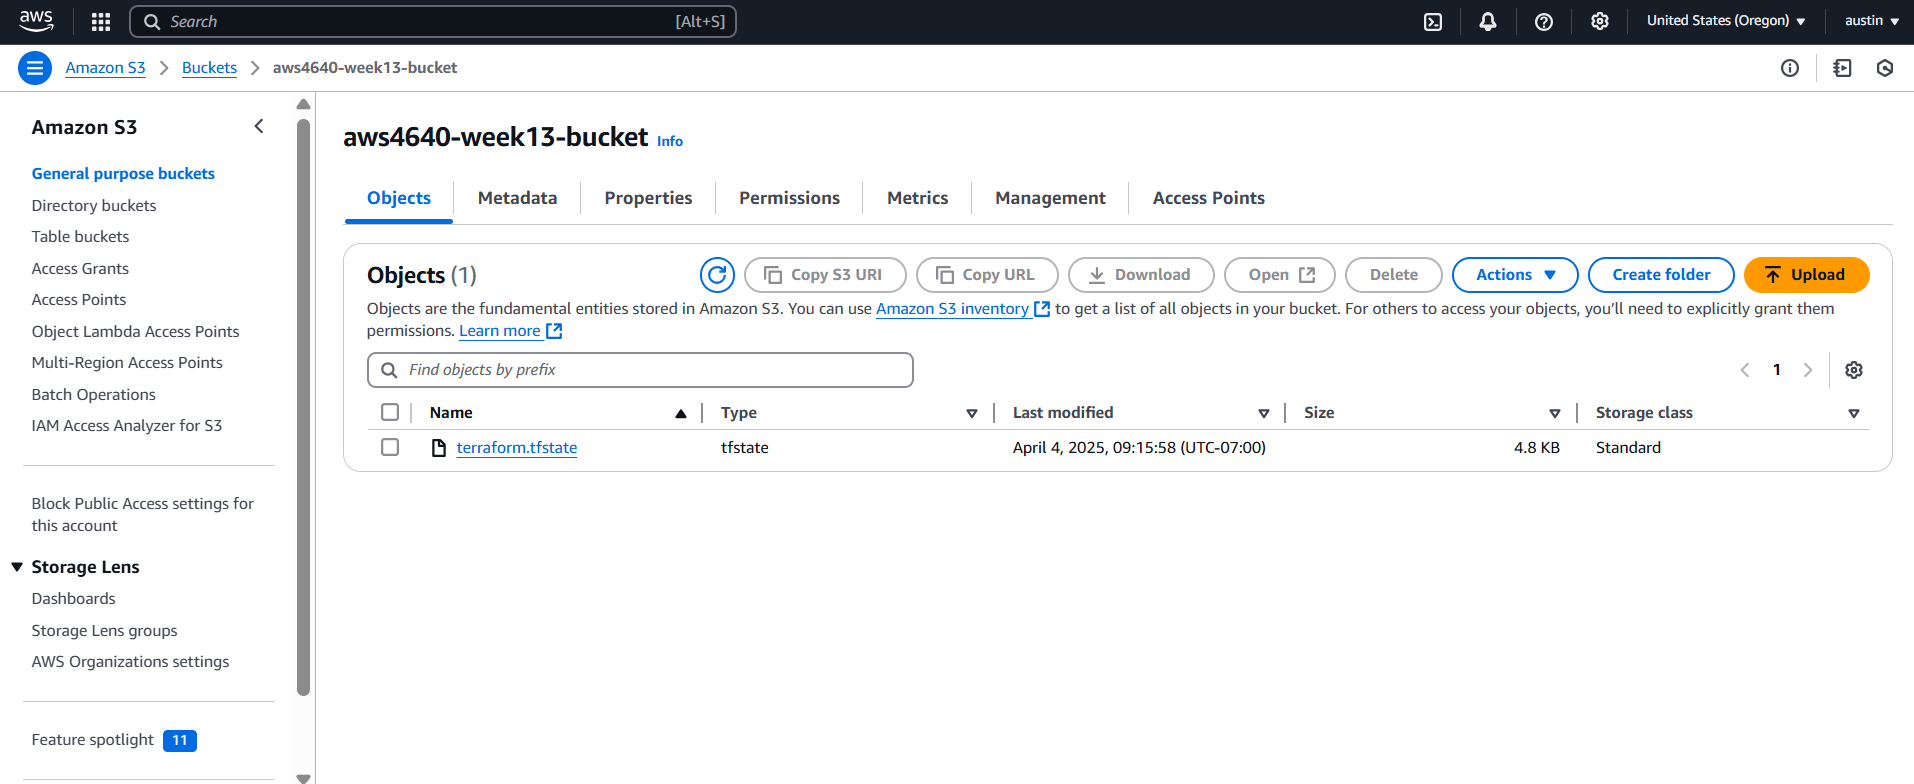 aws
Search
[Alt+S]
United States (Oregon)
austin
Amazon S3
Buckets
aws4640-week13-bucket
Amazon S3
General purpose buckets
Directory buckets
Table buckets
Access Grants
Access Points
Object Lambda Access Points
Multi-Region Access Points
Batch Operations
IAM Access Analyzer for S3
Block Public Access settings for
this account
Storage Lens
Dashboards
Storage Lens groups
AWS Organizations settings
Feature spotlight 11
aws4640-week13-bucket Info
Objects Metadata Properties Permissions Metrics Management Access Points
Objects (1)
Copy S3 URI Copy URL Download Open Delete Actions Create folder Upload
Objects are the fundamental entities stored in Amazon S3. You can use Amazon S3 inventory to get a list of all objects in your bucket. For others to access your objects, you’ll need to explicitly grant them
permissions. Learn more
Find objects by prefix
1
Name Type Last modified Size Storage class
terraform.tfstate tfstate April 4, 2025, 09:15:58 (UTC-07:00) 4.8 KB Standard